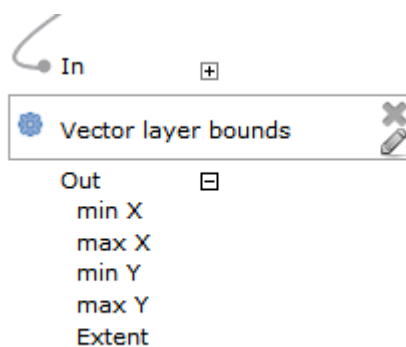 In
Vector layer bounds
Out
min X
max X
min Y
max Y
Extent